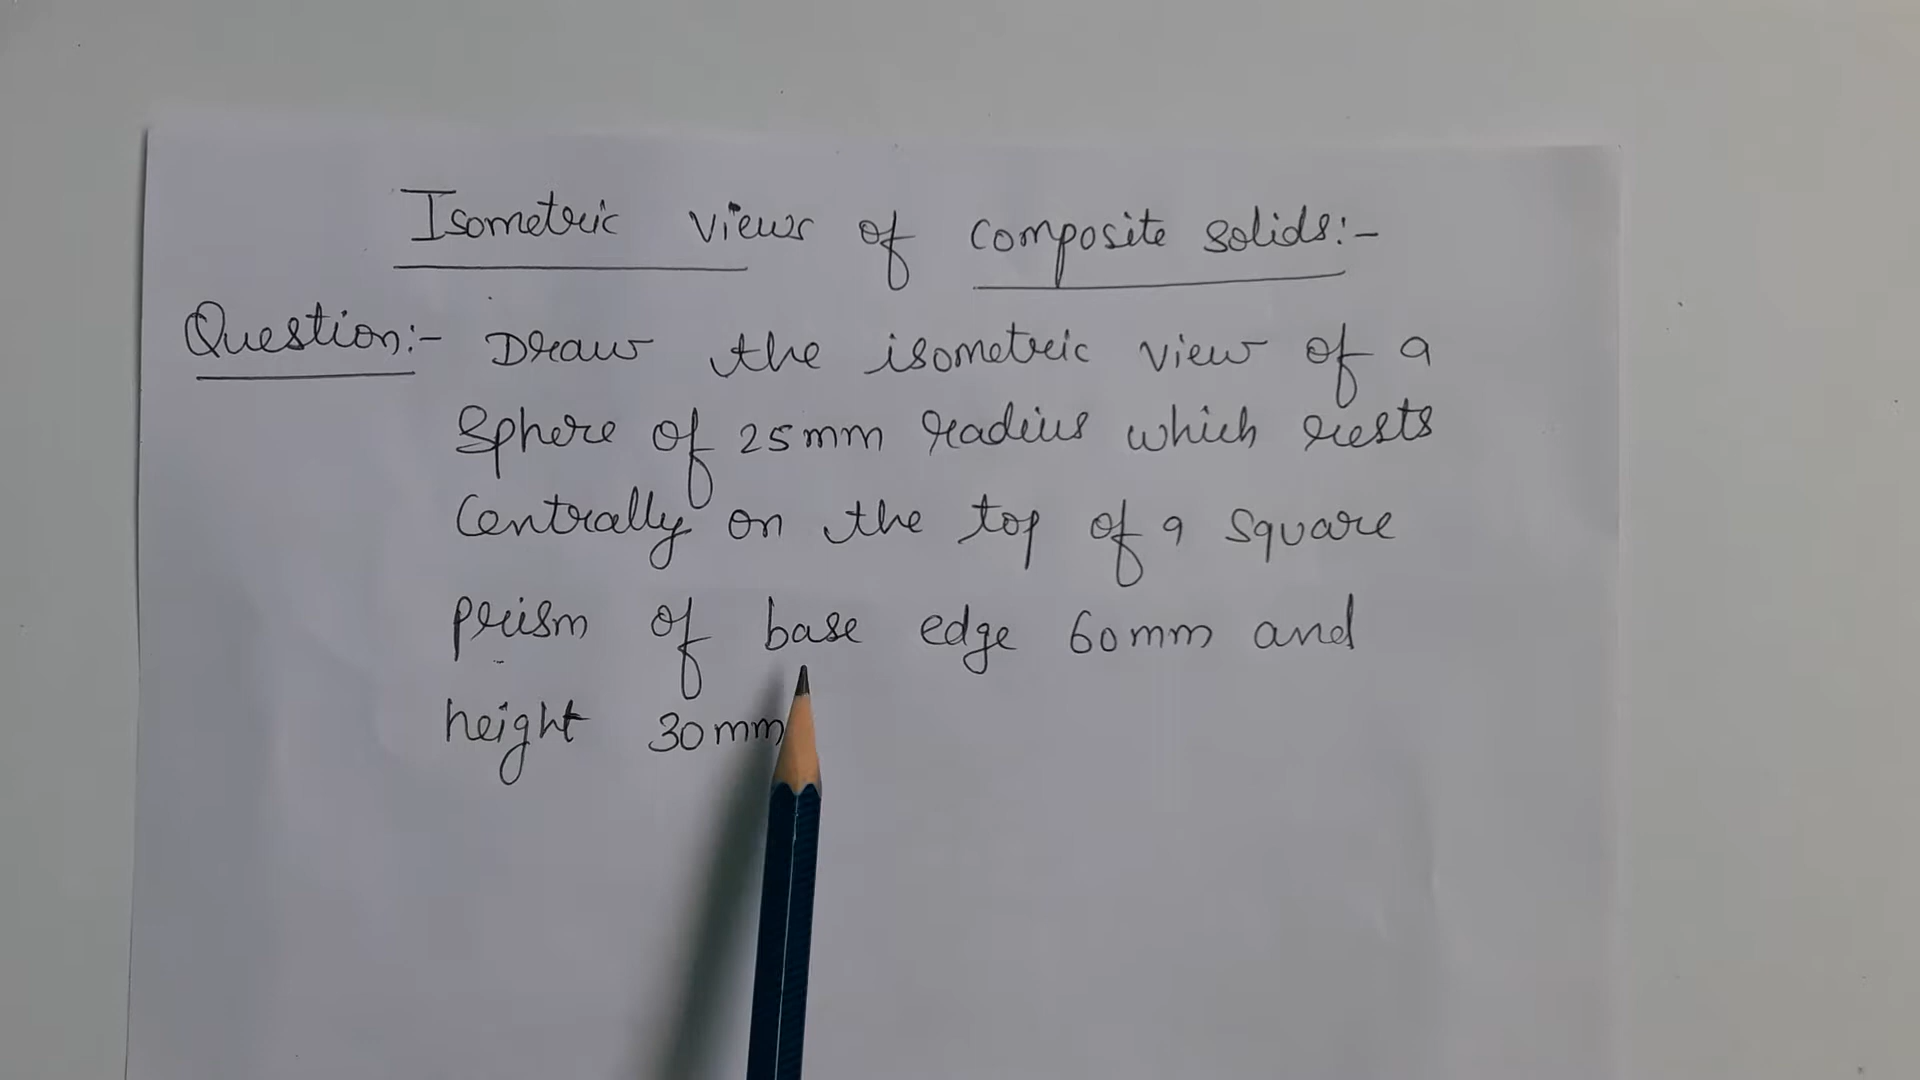 Isometric views of composite solids:-
Question:- Draw the isometric view of a
Sphere of 25mm radius which rests
Centrally on the top of a square
prism of base edge 60mm and
height 30mm